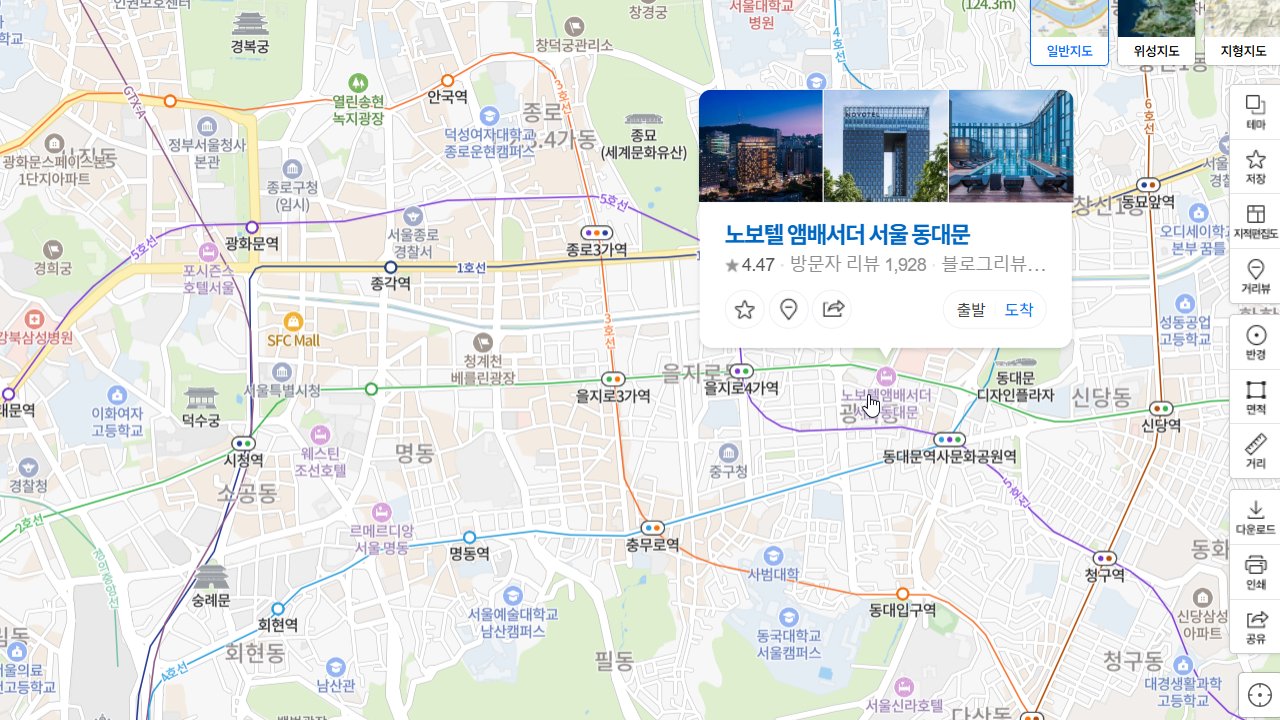 경복궁
창덕궁관리소
창경궁
서울대학교
병원
(124.3m)
4호선
일반지도
위성지도
지형지도
GTX-A
열린송현
녹지광장
안국역
덕성여자대학교
종로운현캠퍼스
3호선
종묘
(세계문화유산)
6호선
테마
저장
지적편집도
거리뷰
반경
면적
거리
다운로드
인쇄
공유
정부서울청사
본관
광화문스페이스본
1단지아파트
종로구청
(임시)
서울종로
경찰서
5호선
5호선
광화문역
경희궁
포시즌스
호텔서울
종로3가역
종각역
1호선
NOVOTEL
노보텔 앰배서더 서울 동대문
4.47 · 방문자 리뷰 1,928 · 블로그리뷰…
출발
도착
동묘앞역
창신1동
오디세이학교
본부 꿈틀
성동공업
고등학교
강북삼성병원
SFC Mall
3호선
청계천
베를린광장
서울특별시청
을지로3가역
을지로4가역
노보텔앰배서더
서울동대문
동대문
디자인플라자
신당동
신당역
이화여자
고등학교
덕수궁
시청역
웨스틴
조선호텔
명동
중구청
동대문역사문화공원역
경찰청
소공동
5호선
2호선
르메르디앙
서울 명동
명동역
충무로역
사범대학
청구역
숭례문
회현역
서울예술대학교
남산캠퍼스
동국대학교
서울캠퍼스
동대입구역
신당삼성
아파트
회현동
4호선
남산관
필동
청구동
대경생활과학
고등학교
서울신라호텔
다산동